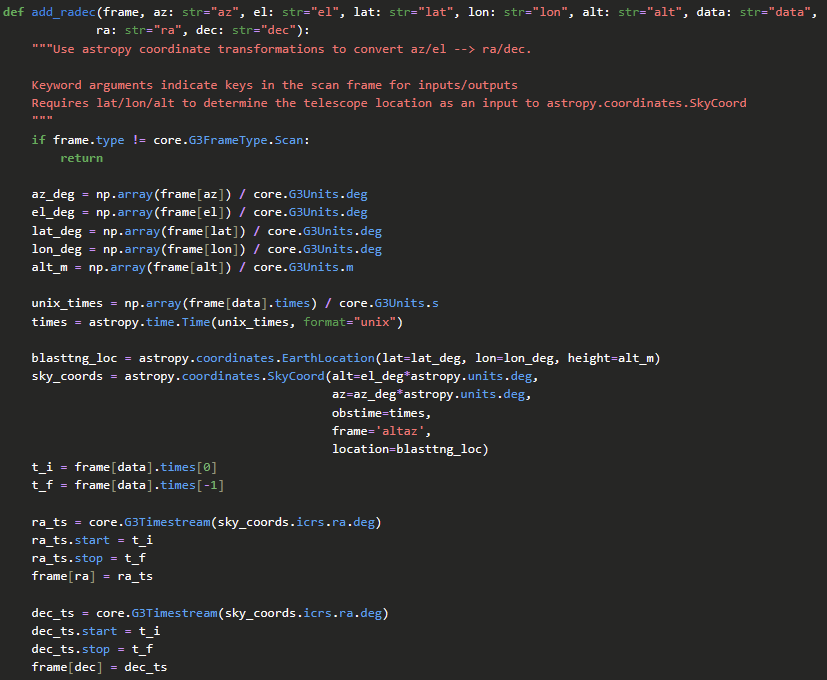 def add_radec(frame, az: str="az", el: str="el", lat: str="lat", lon: str="lon", alt: str="alt", data: str="data",
              ra: str="ra", dec: str="dec"):
    """Use astropy coordinate transformations to convert az/el --> ra/dec.

    Keyword arguments indicate keys in the scan frame for inputs/outputs
    Requires lat/lon/alt to determine the telescope location as an input to astropy.coordinates.SkyCoord
    """
    if frame.type != core.G3FrameType.Scan:
        return

    az_deg = np.array(frame[az]) / core.G3Units.deg
    el_deg = np.array(frame[el]) / core.G3Units.deg
    lat_deg = np.array(frame[lat]) / core.G3Units.deg
    lon_deg = np.array(frame[lon]) / core.G3Units.deg
    alt_m = np.array(frame[alt]) / core.G3Units.m

    unix_times = np.array(frame[data].times) / core.G3Units.s
    times = astropy.time.Time(unix_times, format="unix")

    blasttng_loc = astropy.coordinates.EarthLocation(lat=lat_deg, lon=lon_deg, height=alt_m)
    sky_coords = astropy.coordinates.SkyCoord(alt=el_deg*astropy.units.deg,
                                              az=az_deg*astropy.units.deg,
                                              obstime=times,
                                              frame='altaz',
                                              location=blasttng_loc)
    t_i = frame[data].times[0]
    t_f = frame[data].times[-1]

    ra_ts = core.G3Timestream(sky_coords.icrs.ra.deg)
    ra_ts.start = t_i
    ra_ts.stop = t_f
    frame[ra] = ra_ts

    dec_ts = core.G3Timestream(sky_coords.icrs.ra.deg)
    dec_ts.start = t_i
    dec_ts.stop = t_f
    frame[dec] = dec_ts